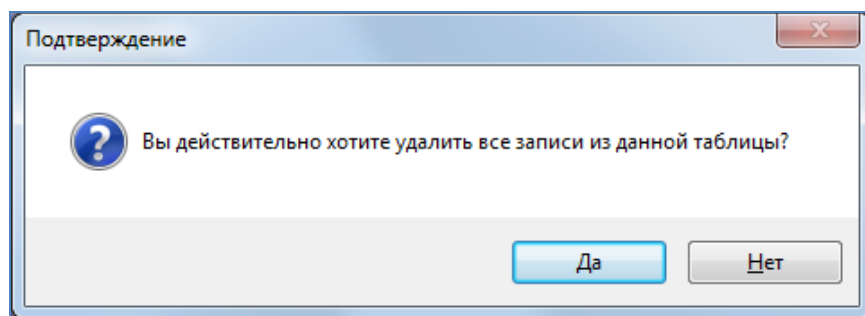 Подтверждение
Вы действительно хотите удалить все записи из данной таблицы?
Да
Нет